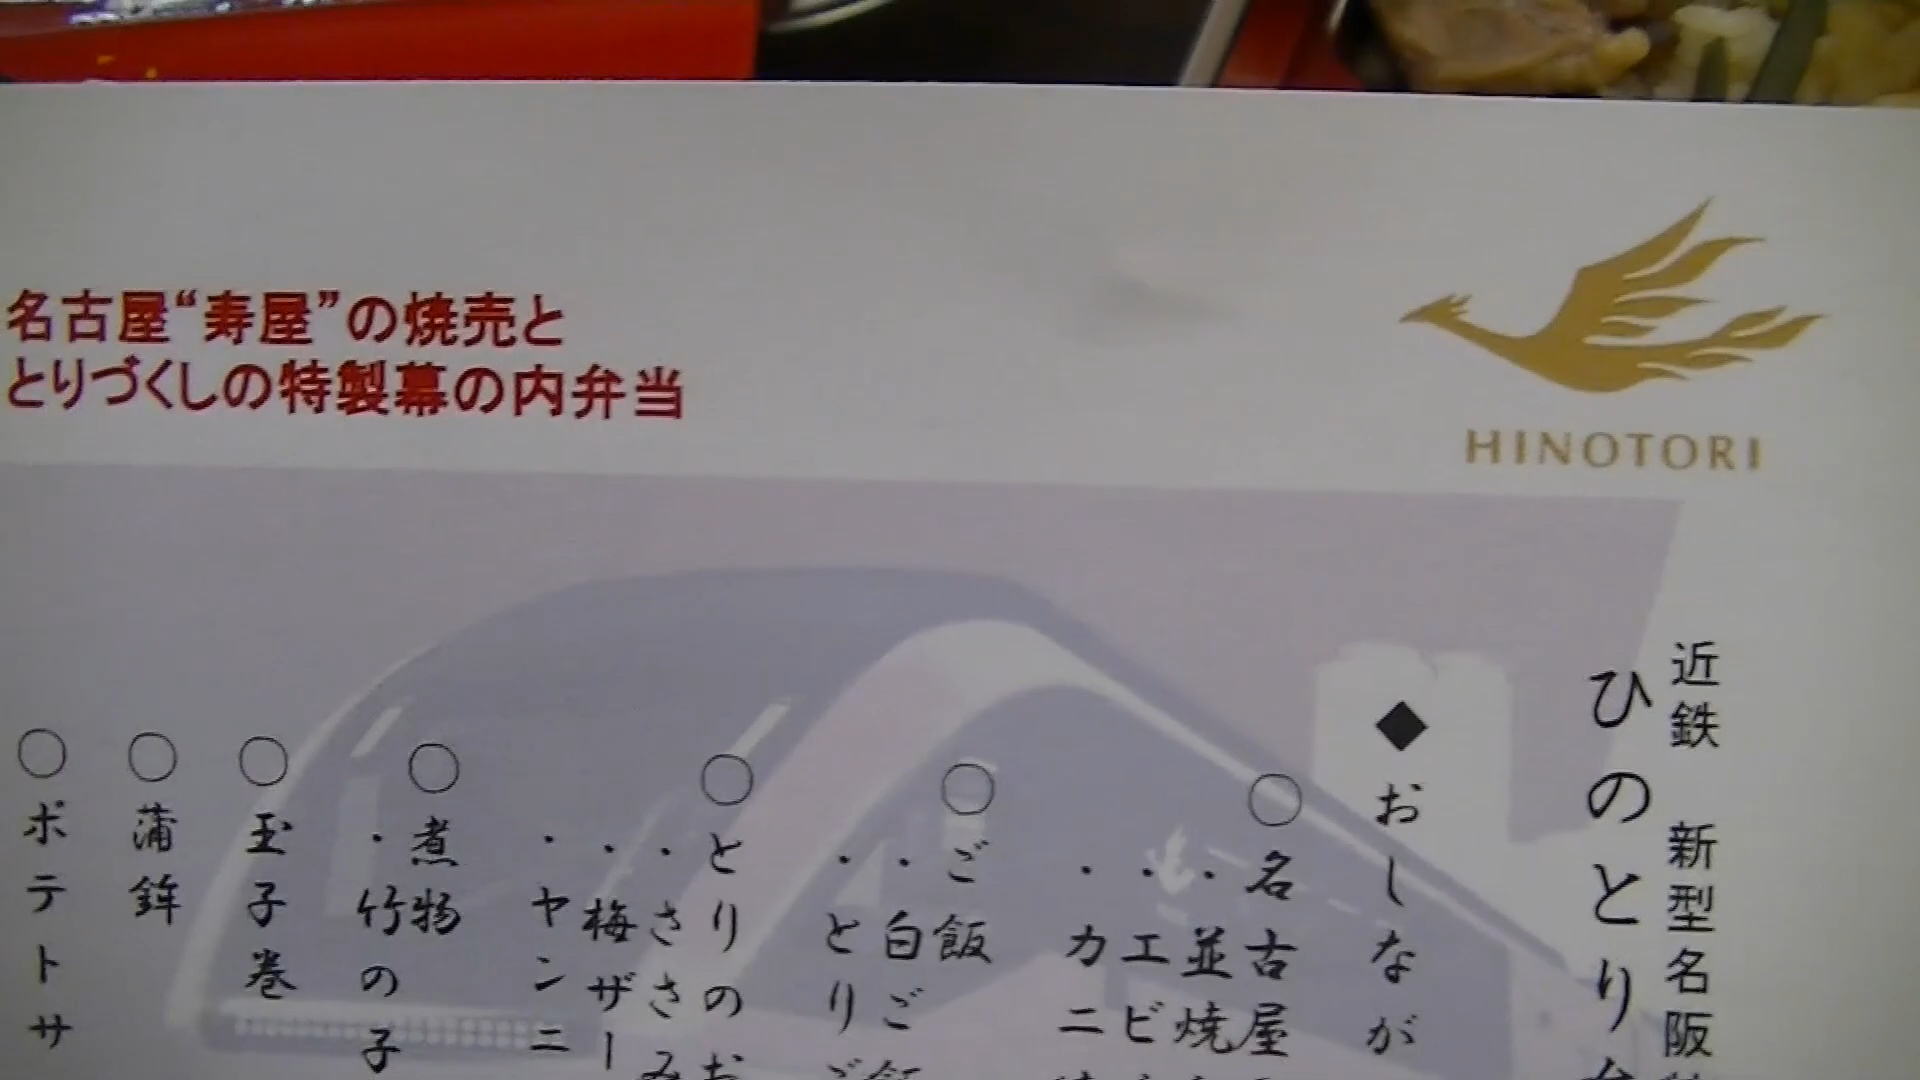 名古屋“寿屋”の焼売と
とりづくしの特製幕の内弁当
HINOTORI
近鉄 新型名阪
ひのとり
◆おしなが
○名古屋
・並焼
・エビ
・カニ
○ご飯
・白ご飯
・とりご
○とりのお
・ささみ
・梅ザー
・ヤンニ
○煮物
・竹の子
○玉子巻
○蒲鉾
○ポテトサ